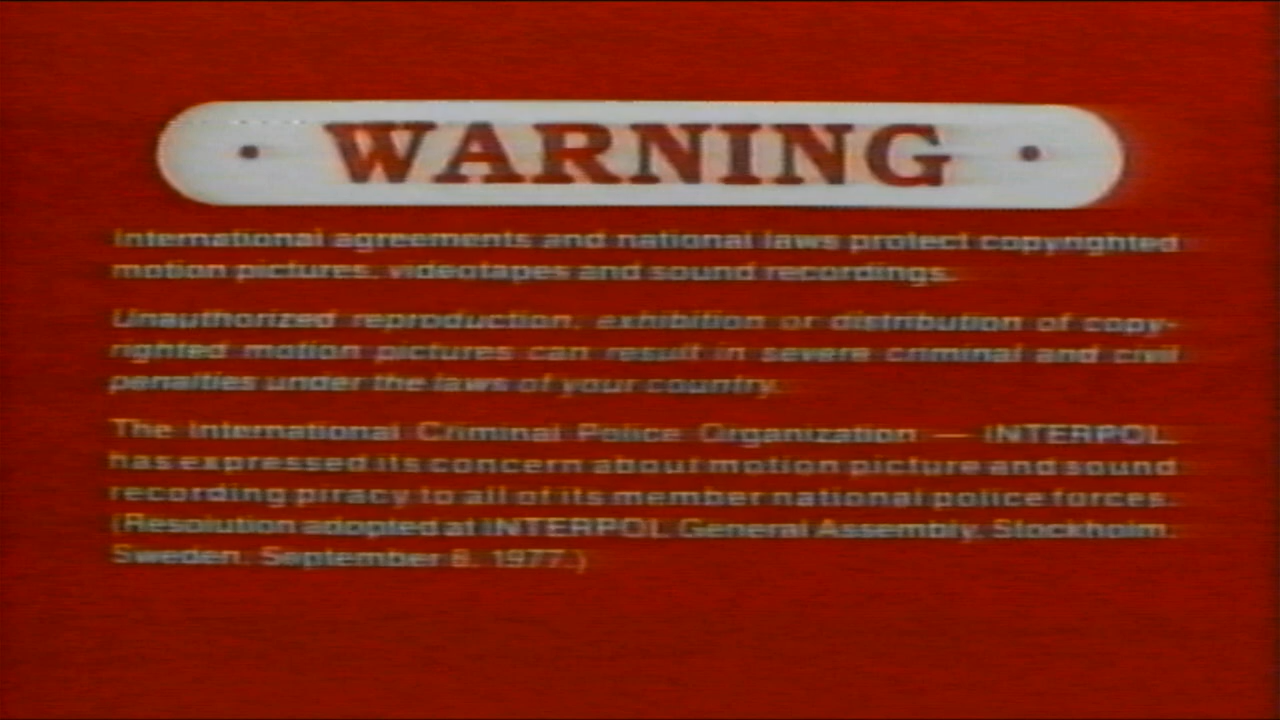 • WARNING •
International agreements and national laws protect copyrighted
motion pictures, videotapes and sound recordings.
Unauthorized reproduction, exhibition or distribution of copy-
righted motion pictures can result in severe criminal and civil
penalties under the laws of your country.
The International Criminal Police Organization — INTERPOL,
has expressed its concern about motion picture and sound
recording piracy to all of its member national police forces.
(Resolution adopted at INTERPOL General Assembly, Stockholm,
Sweden, September 8, 1977.)